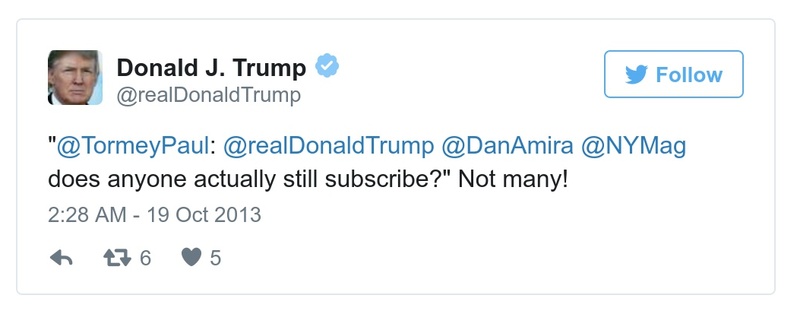 Donald J. Trump
@realDonaldTrump
Follow
"@TormeyPaul: @realDonaldTrump @DanAmira @NYMag
does anyone actually still subscribe?" Not many!
2:28 AM - 19 Oct 2013
6 5